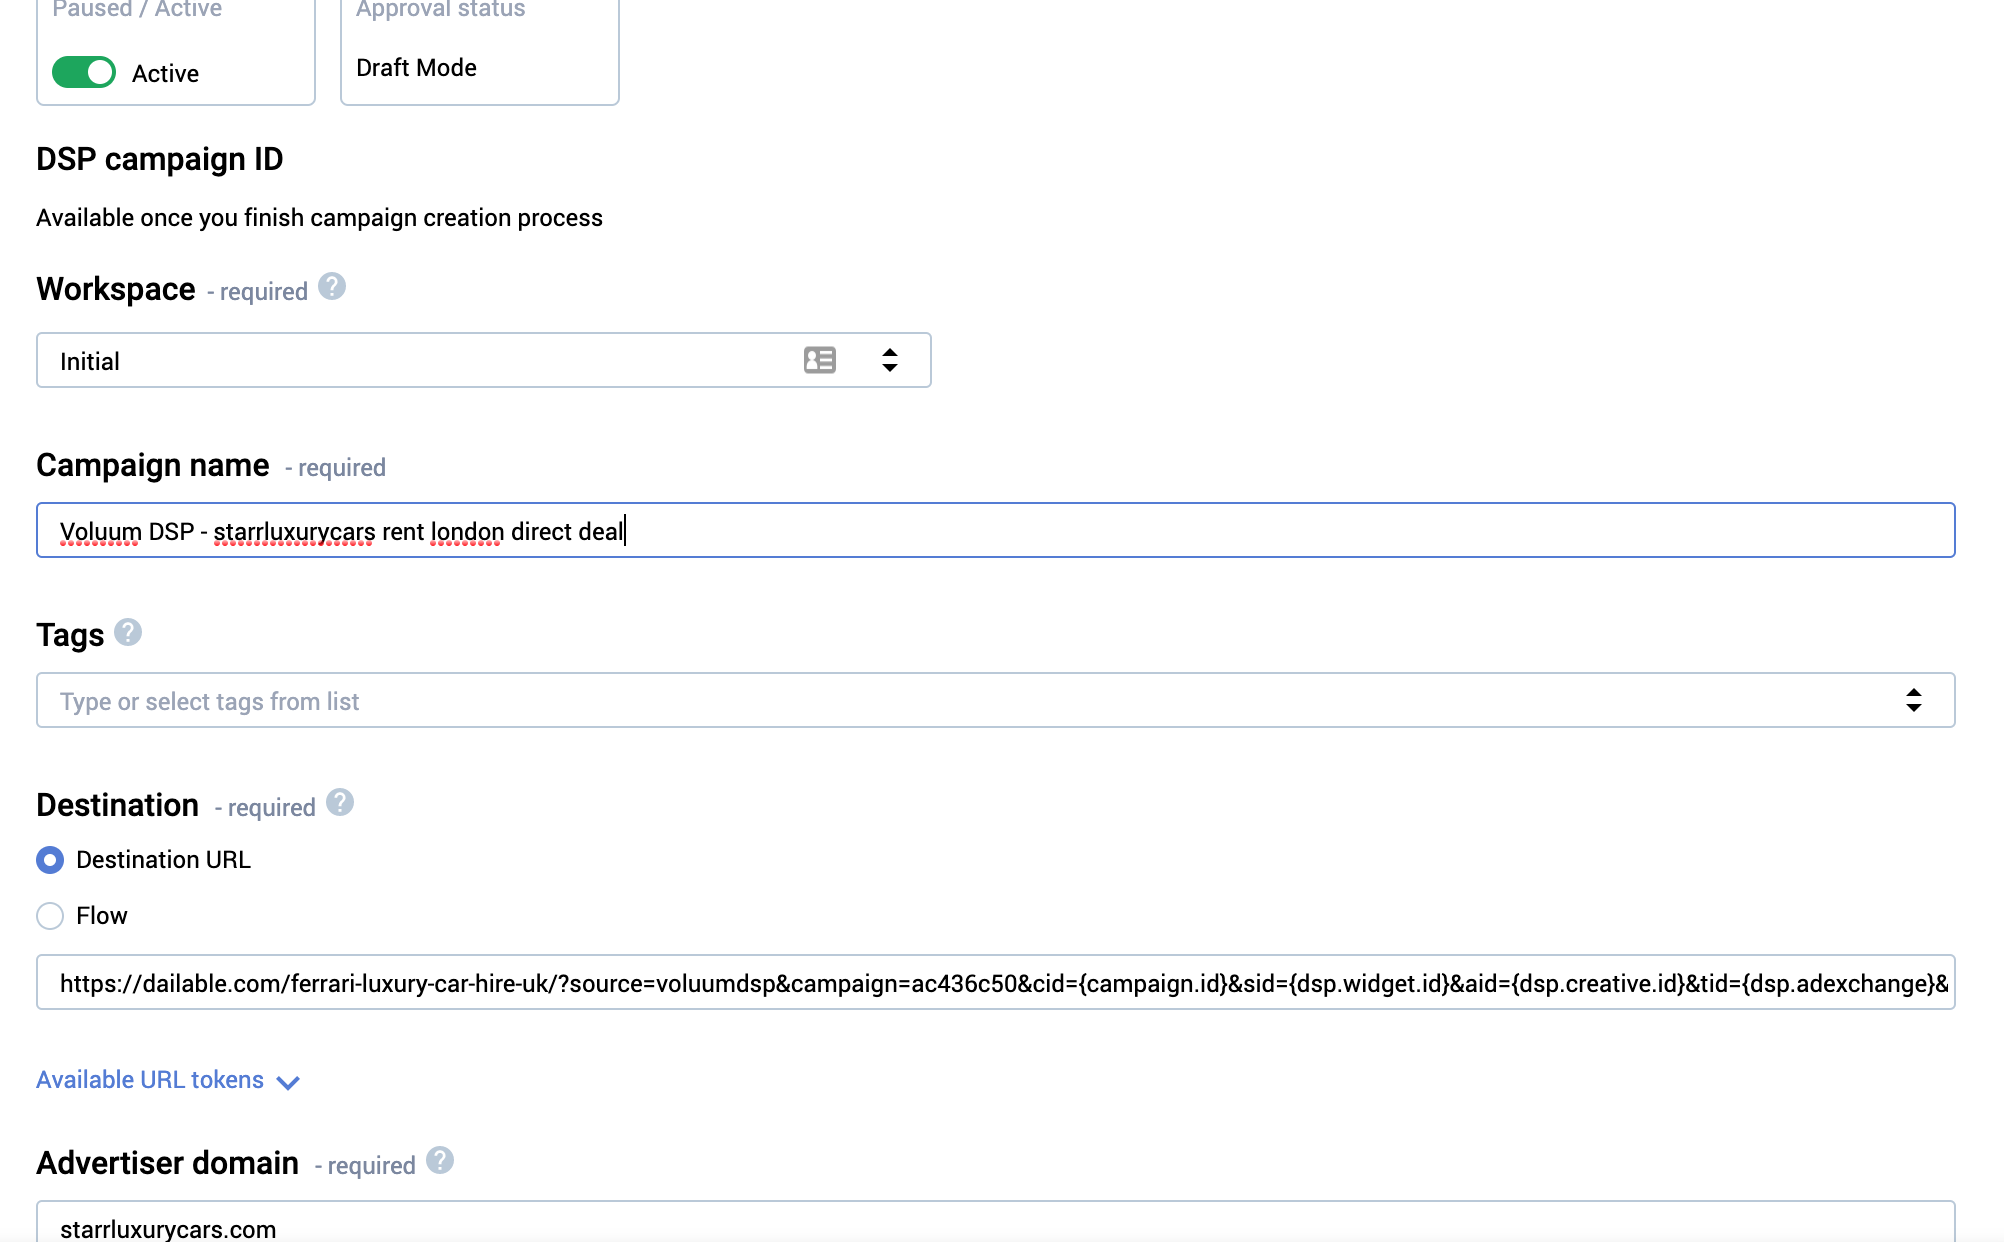 Paused / Active
Approval status
Active
Draft Mode
DSP campaign ID
Available once you finish campaign creation process
Workspace - required ?
Initial
Campaign name - required
Voluum DSP - starrluxurycars rent london direct deal
Tags ?
Type or select tags from list
Destination - required ?
Destination URL
Flow
https://dailable.com/ferrari-luxury-car-hire-uk/?source=voluumdsp&campaign=ac436c50&cid={campaign.id}&sid={dsp.widget.id}&aid={dsp.creative.id}&tid={dsp.adexchange}&
Available URL tokens
Advertiser domain - required ?
starrluxurycars.com